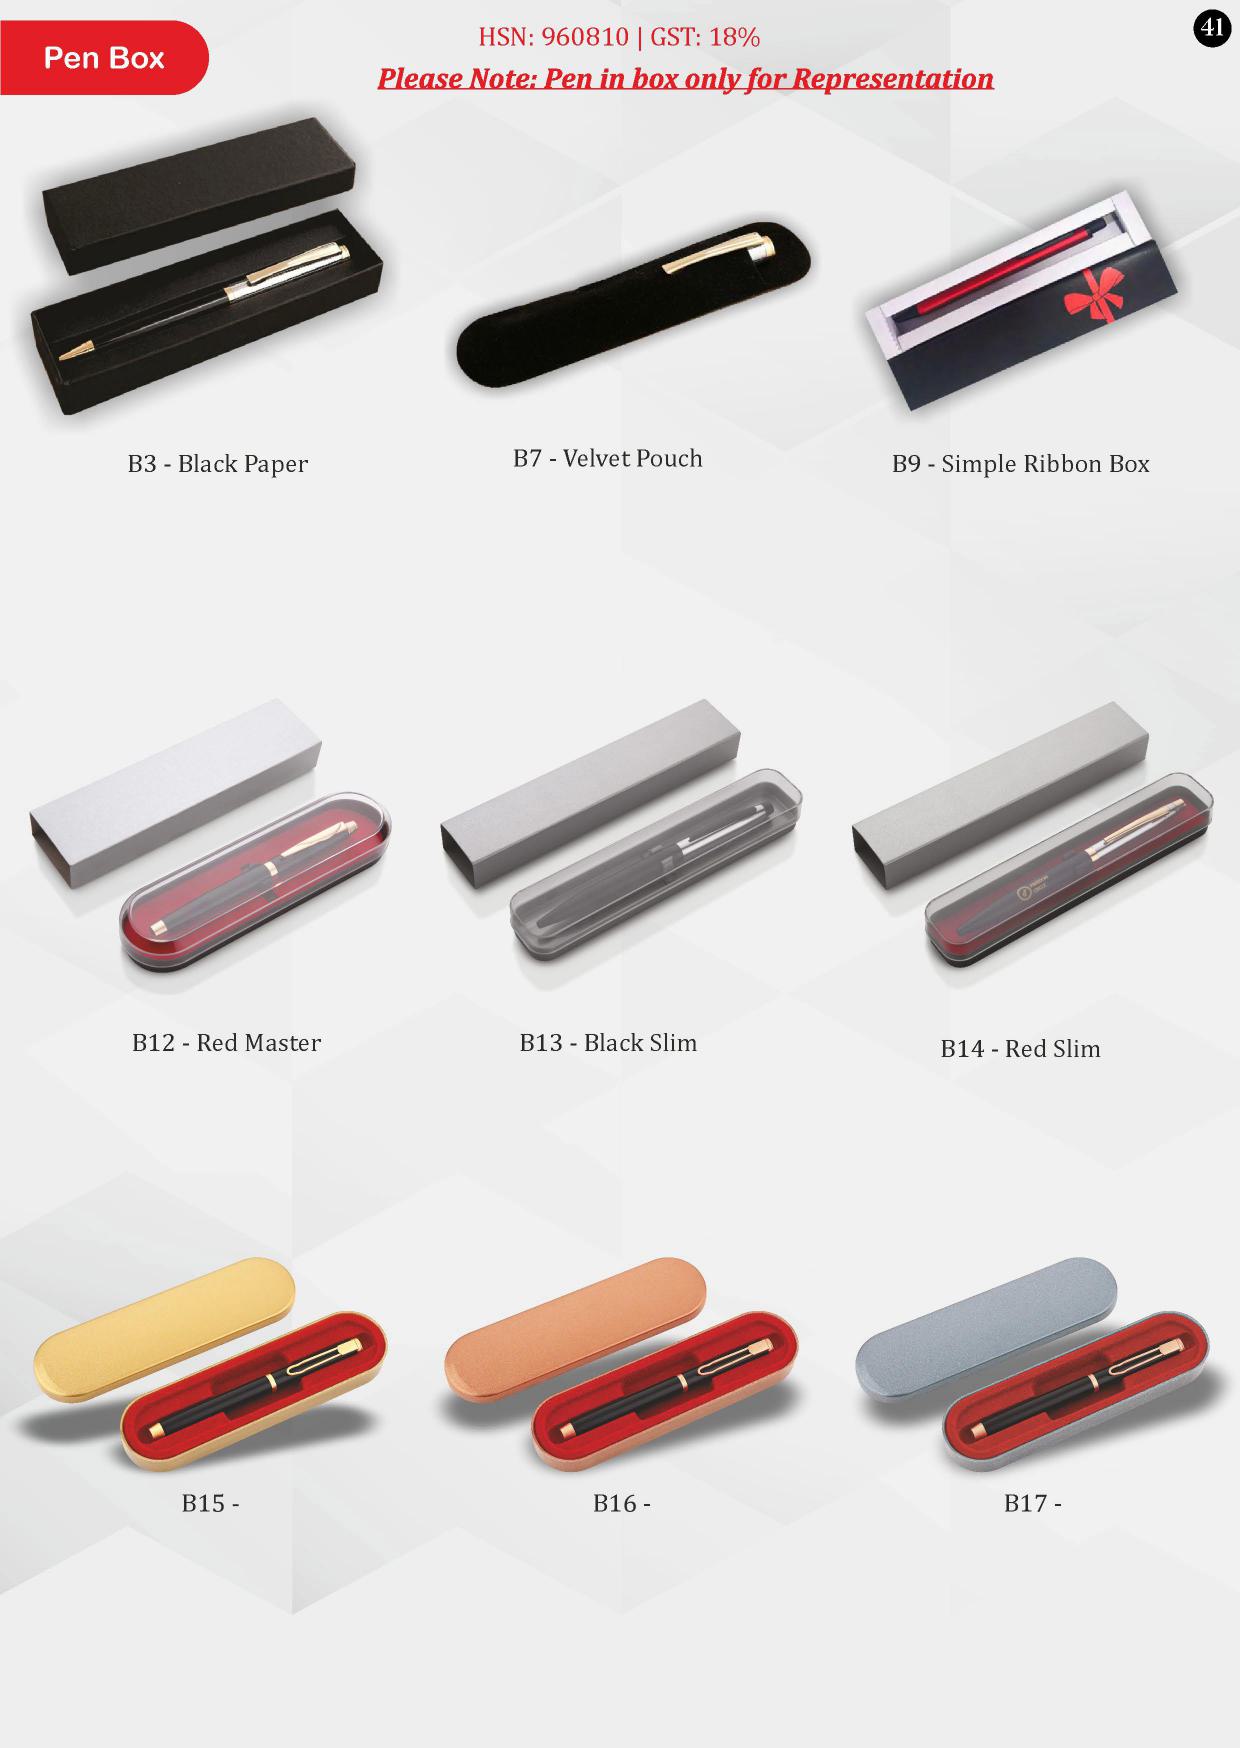 Pen Box
HSN: 960810 | GST: 18%
41
Please Note: Pen in box only for Representation
B3 - Black Paper
B7 - Velvet Pouch
B9 - Simple Ribbon Box
B12 - Red Master
B13 - Black Slim
B14 - Red Slim
B15 -
B16 -
B17 -